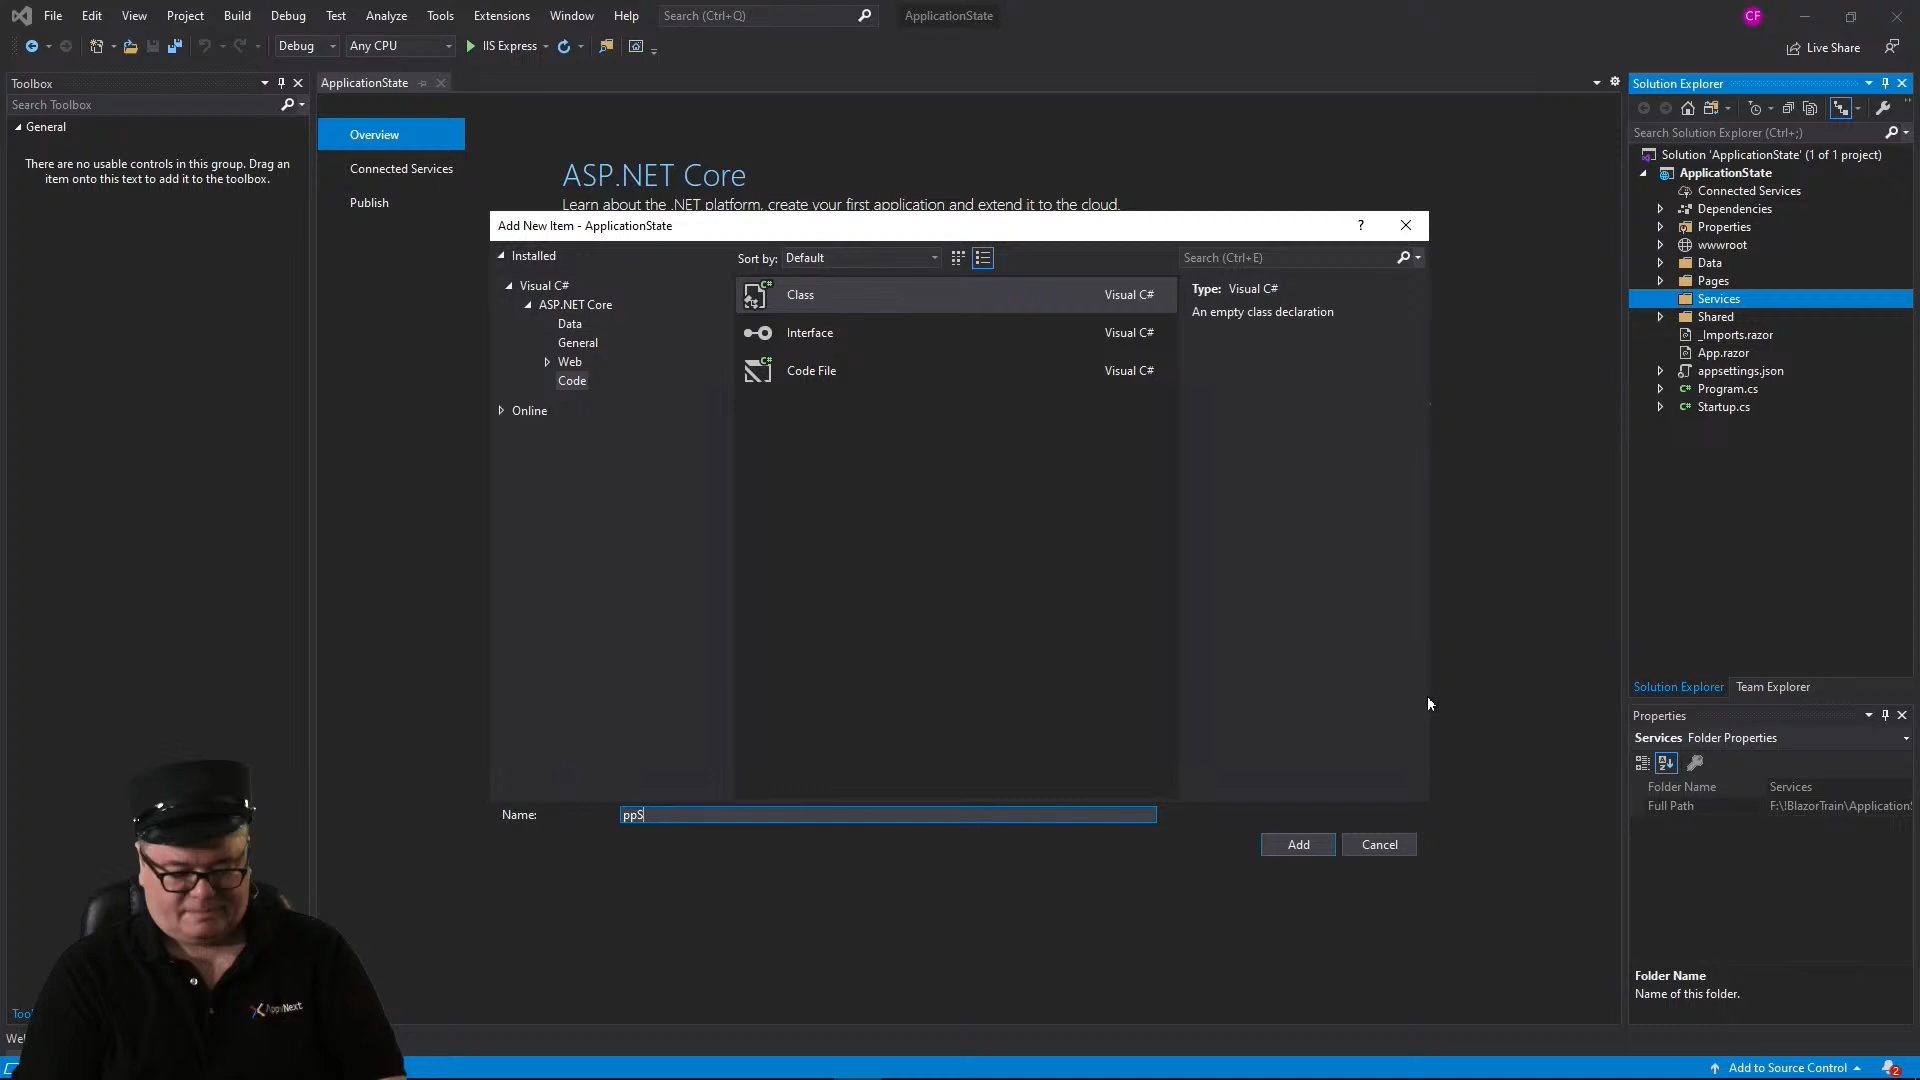 File Edit View Project Build Debug Test Analyze Tools Extensions Window Help Search (Ctrl+Q) ApplicationState CF
Debug Any CPU IIS Express Live Share
Toolbox
Search Toolbox
General
There are no usable controls in this group. Drag an
item onto this text to add it to the toolbox.
ApplicationState
Overview
Connected Services
Publish
ASP.NET Core
Learn about the .NET platform, create your first application and extend it to the cloud.
Add New Item - ApplicationState
Installed
Visual C#
ASP.NET Core
Data
General
Web
Code
Online
Sort by: Default
Search (Ctrl+E)
Class Visual C#
Interface Visual C#
Code File Visual C#
Type: Visual C#
An empty class declaration
Name: ppS
Add Cancel
Solution Explorer
Search Solution Explorer (Ctrl+;)
Solution 'ApplicationState' (1 of 1 project)
ApplicationState
Connected Services
Dependencies
Properties
wwwroot
Data
Pages
Services
Shared
_Imports.razor
App.razor
appsettings.json
Program.cs
Startup.cs
Solution Explorer Team Explorer
Properties
Services Folder Properties
Folder Name Services
Full Path F:\!BlazorTrain\Application
Folder Name
Name of this folder.
AppvNext
Add to Source Control 2